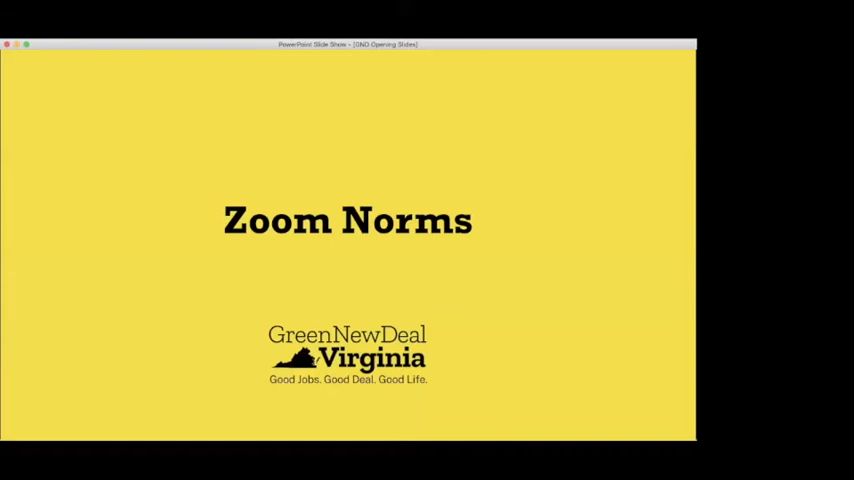 PowerPoint Slide Show - [GND Opening Slides]
Zoom Norms
GreenNewDeal
Virginia
Good Jobs. Good Deal. Good Life.